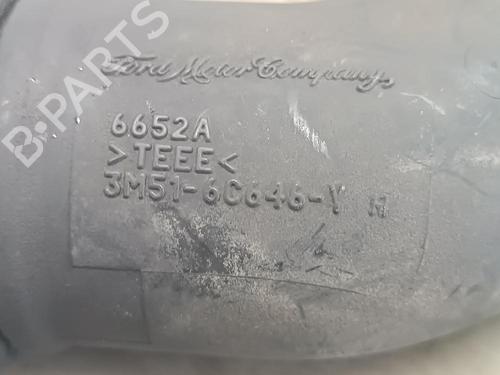 Ford Motor Company
6652A
>TEEE<
3M51-6C646-Y H
B-PARTS